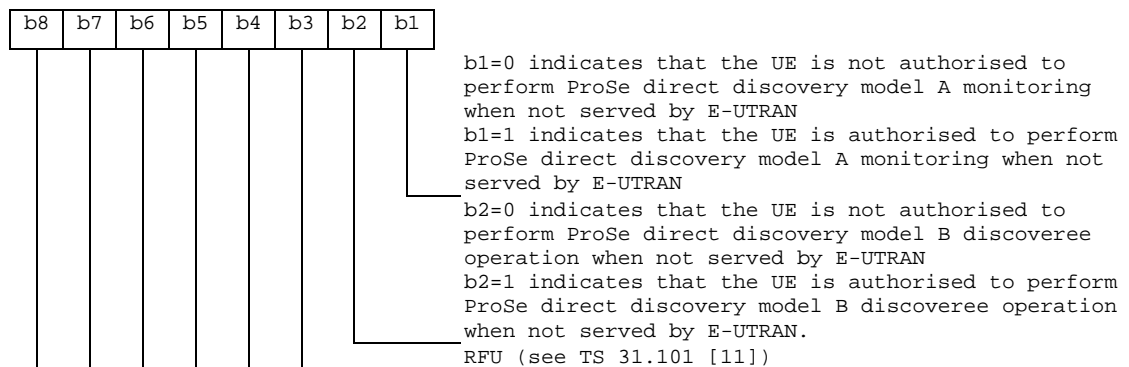 b8 b7 b6 b5 b4 b3 b2 b1
b1=0 indicates that the UE is not authorised to
perform ProSe direct discovery model A monitoring
when not served by E-UTRAN
b1=1 indicates that the UE is authorised to perform
ProSe direct discovery model A monitoring when not
served by E-UTRAN
b2=0 indicates that the UE is not authorised to
perform ProSe direct discovery model B discoveree
operation when not served by E-UTRAN
b2=1 indicates that the UE is authorised to perform
ProSe direct discovery model B discoveree operation
when not served by E-UTRAN.
RFU (see TS 31.101 [11])